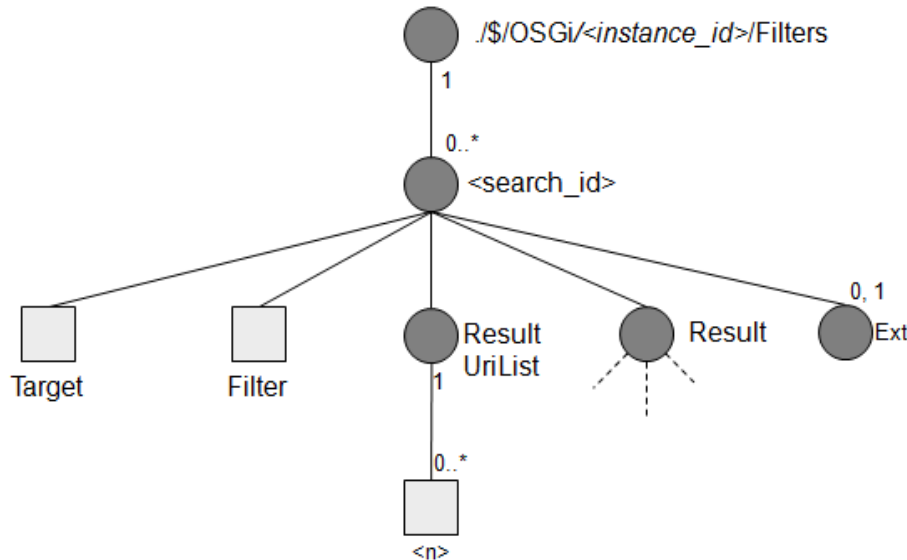 ./$/OSGi/<instance_id>/Filters
1
0..*
<search_id>
0, 1
Result
UriList
Result
Ext
Target
Filter
1
0..*
<n>